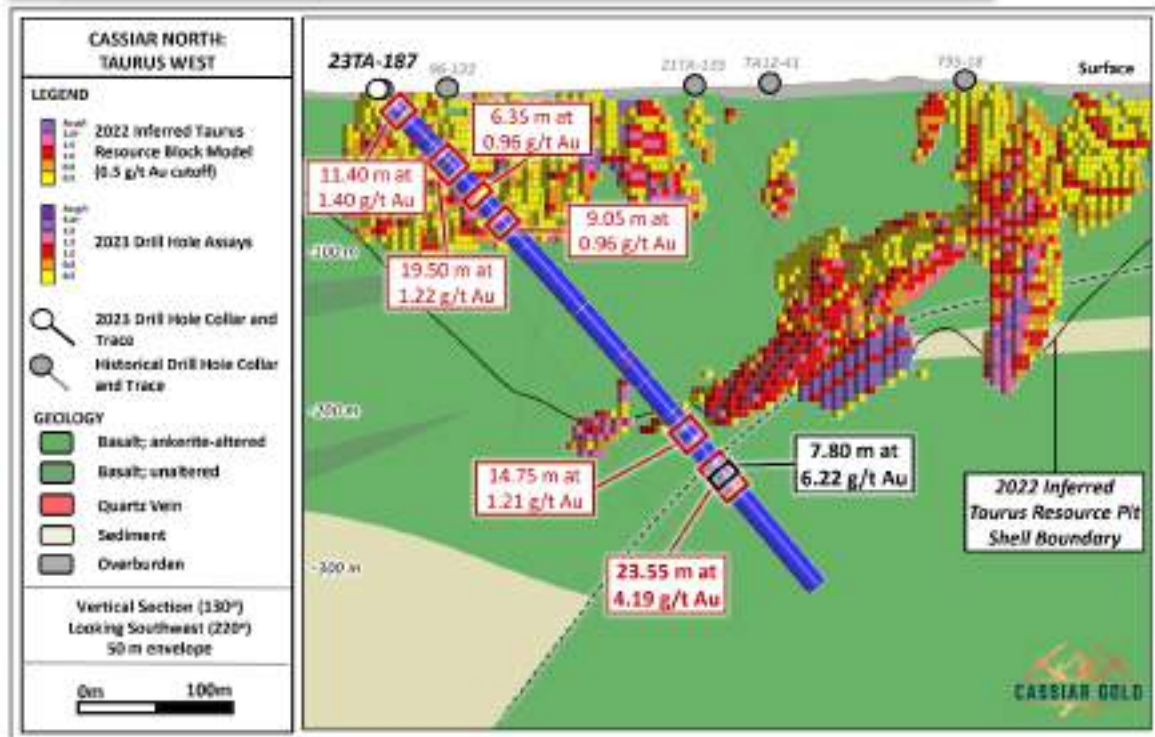 CASSIAR NORTH:
TAURUS WEST
LEGEND
2022 Inferred Taurus
Resource Block Model
(0.5 g/t Au cutoff)
2023 Drill Hole Assays
2023 Drill Hole Collar and
Trace
Historical Drill Hole Collar
and Trace
GEOLOGY
Basalt; ankerite-altered
Basalt; unaltered
Quartz Vein
Sediment
Overburden
Vertical Section (130°)
Looking Southwest (220°)
50 m envelope
0m 100m
23TA-187
TA12-41
Surface
6.35 m at
0.96 g/t Au
11.40 m at
1.40 g/t Au
9.05 m at
0.96 g/t Au
19.50 m at
1.22 g/t Au
-100 m
-200 m
14.75 m at
1.21 g/t Au
7.80 m at
6.22 g/t Au
2022 Inferred
Taurus Resource Pit
Shell Boundary
-300 m
23.55 m at
4.19 g/t Au
CASSIAR GOLD